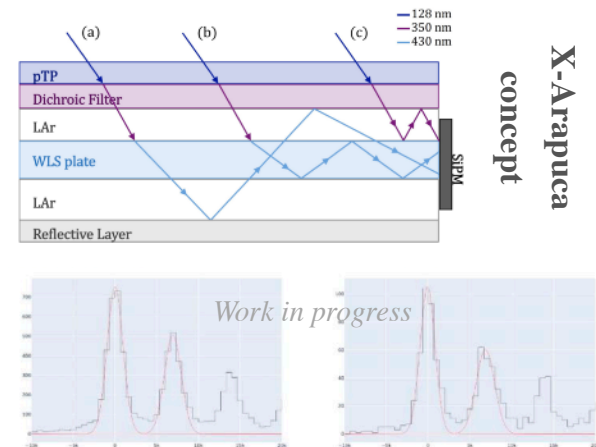 (a)
(b)
(c)
128 nm
350 nm
430 nm
pTP
Dichroic Filter
LAr
WLS plate
LAr
Reflective Layer
SiPM
X-Arapuca
concept
Work in progress